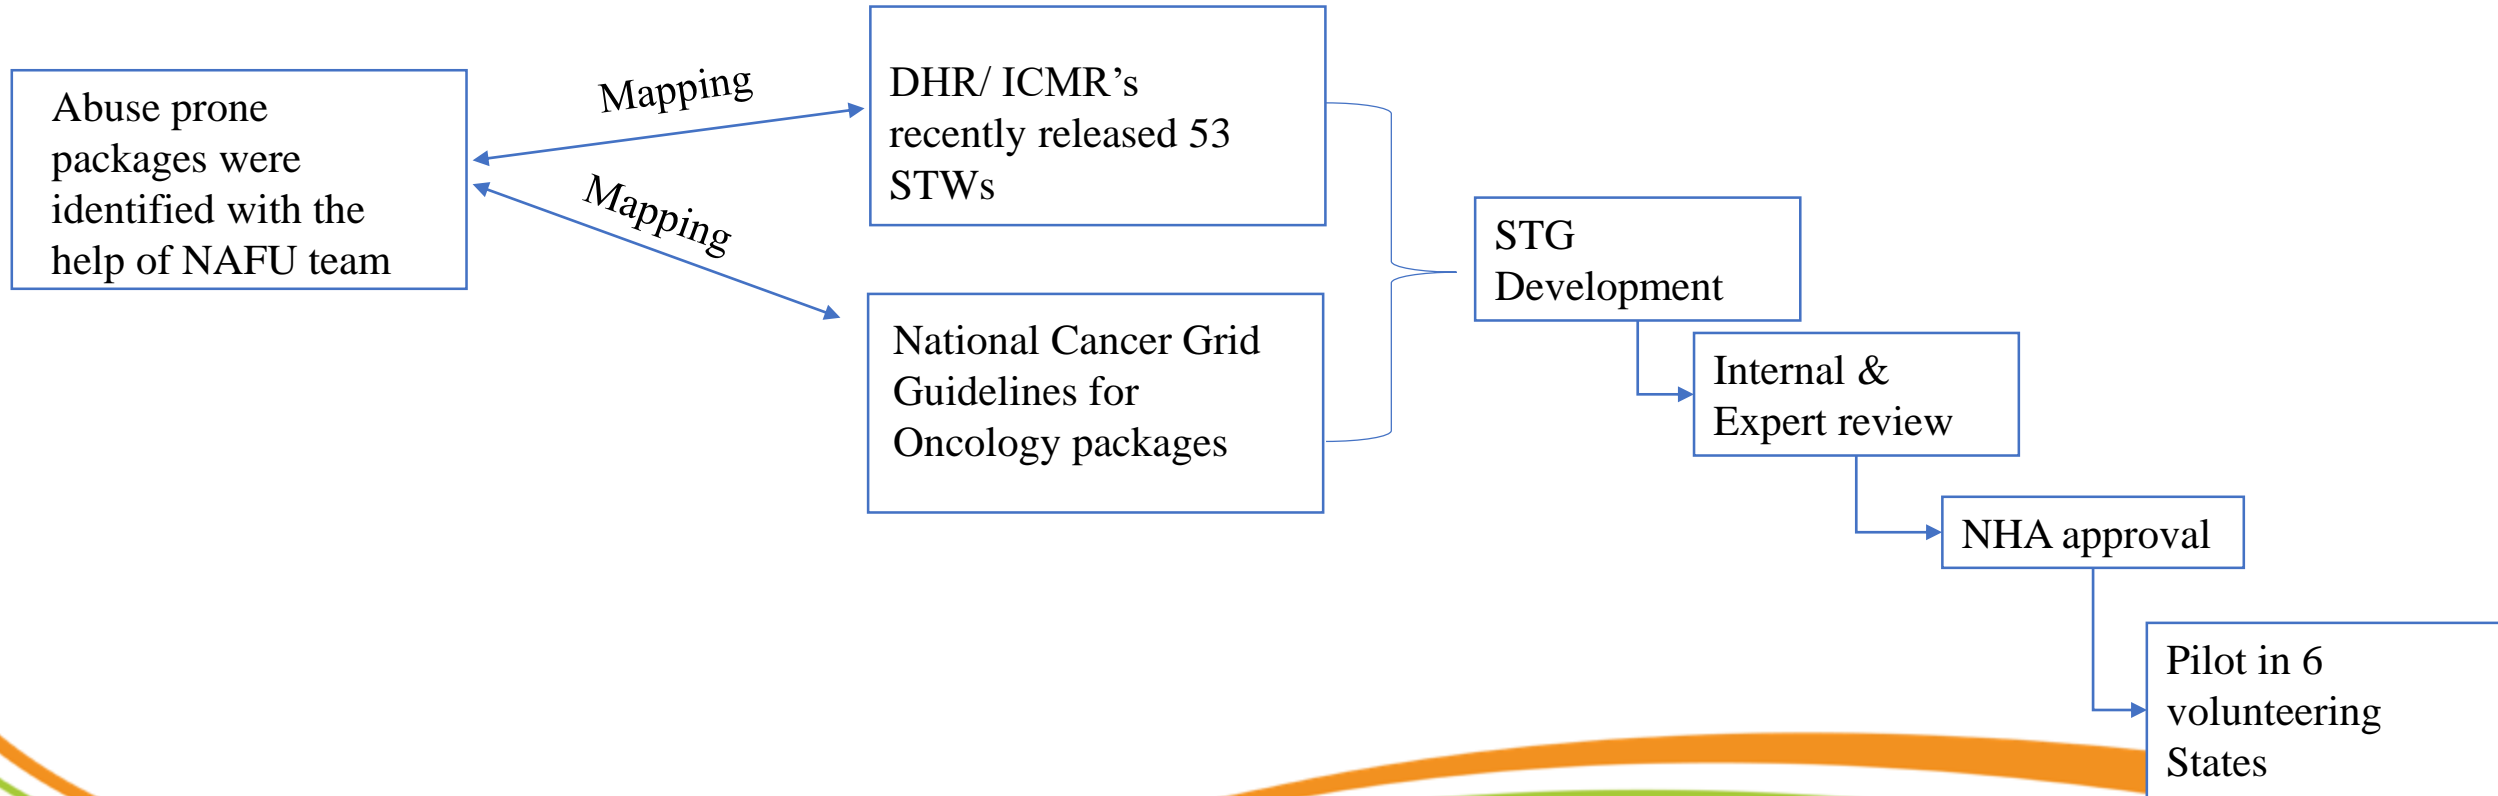 Abuse prone
packages were
identified with the
help of NAFU team
Mapping
Mapping
DHR/ ICMR’s
recently released 53
STWs
National Cancer Grid
Guidelines for
Oncology packages
STG
Development
Internal &
Expert review
NHA approval
Pilot in 6
volunteering
States